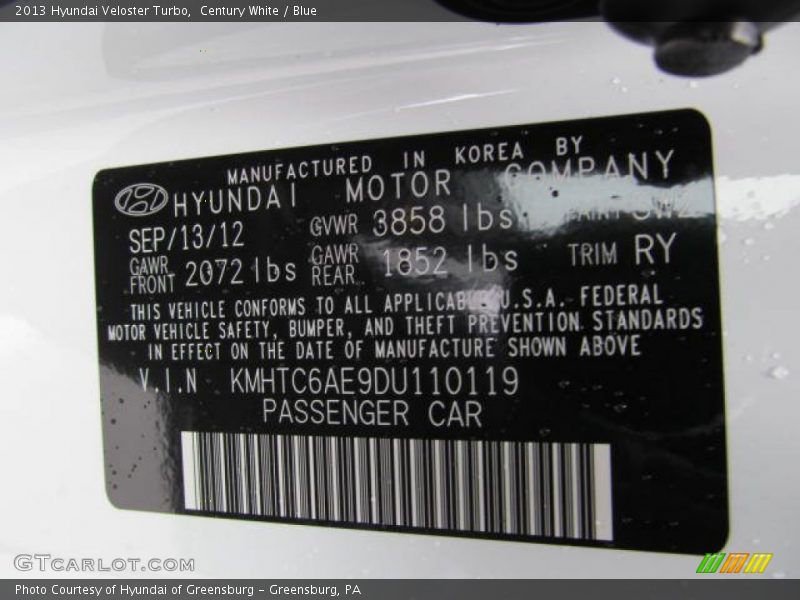 2013 Hyundai Veloster Turbo, Century White / Blue
MANUFACTURED IN KOREA BY
HYUNDAI MOTOR COMPANY
SEP/13/12 GVWR 3858 lbs PAINT SWZ
GAWR FRONT 2072 lbs GAWR REAR 1852 lbs TRIM RY
THIS VEHICLE CONFORMS TO ALL APPLICABLE U.S.A. FEDERAL
MOTOR VEHICLE SAFETY, BUMPER, AND THEFT PREVENTION STANDARDS
IN EFFECT ON THE DATE OF MANUFACTURE SHOWN ABOVE
V.I.N KMHTC6AE9DU110119
PASSENGER CAR
GTcarlot.com
Photo Courtesy of Hyundai of Greensburg - Greensburg, PA